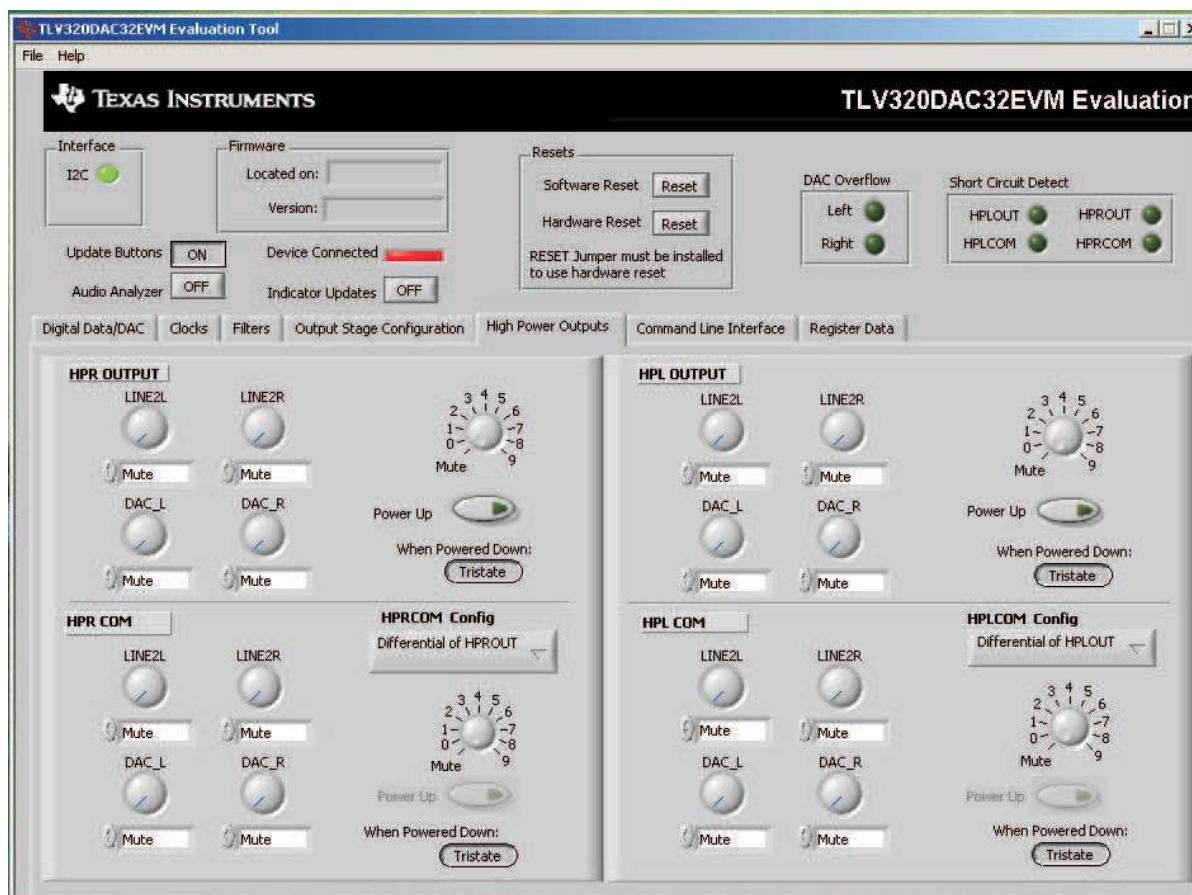 TLV320DAC32EVM Evaluation Tool
File Help
TEXAS INSTRUMENTS
TLV320DAC32EVM Evaluation
Interface
I2C
Firmware
Located on:
Version:
Resets
Software Reset Reset
Hardware Reset Reset
RESET Jumper must be installed
to use hardware reset
DAC Overflow
Left
Right
Short Circuit Detect
HPLOUT HPROUT
HPLCOM HPRCOM
Update Buttons ON
Device Connected
Audio Analyzer OFF
Indicator Updates OFF
Digital Data/DAC Clocks Filters Output Stage Configuration High Power Outputs Command Line Interface Register Data
HPR OUTPUT
LINE2L LINE2R
Mute Mute
DAC_L DAC_R
Mute Mute
3 4 5
2 6
1 7
0 8
Mute 9
Power Up
When Powered Down:
Tristate
HPL OUTPUT
LINE2L LINE2R
Mute Mute
DAC_L DAC_R
Mute Mute
3 4 5
2 6
1 7
0 8
Mute 9
Power Up
When Powered Down:
Tristate
HPR COM
LINE2L LINE2R
Mute Mute
DAC_L DAC_R
Mute Mute
HPRCOM Config
Differential of HPROUT
3 4 5
2 6
1 7
0 8
Mute 9
Power Up
When Powered Down:
Tristate
HPL COM
LINE2L LINE2R
Mute Mute
DAC_L DAC_R
Mute Mute
HPLCOM Config
Differential of HPLOUT
3 4 5
2 6
1 7
0 8
Mute 9
Power Up
When Powered Down:
Tristate